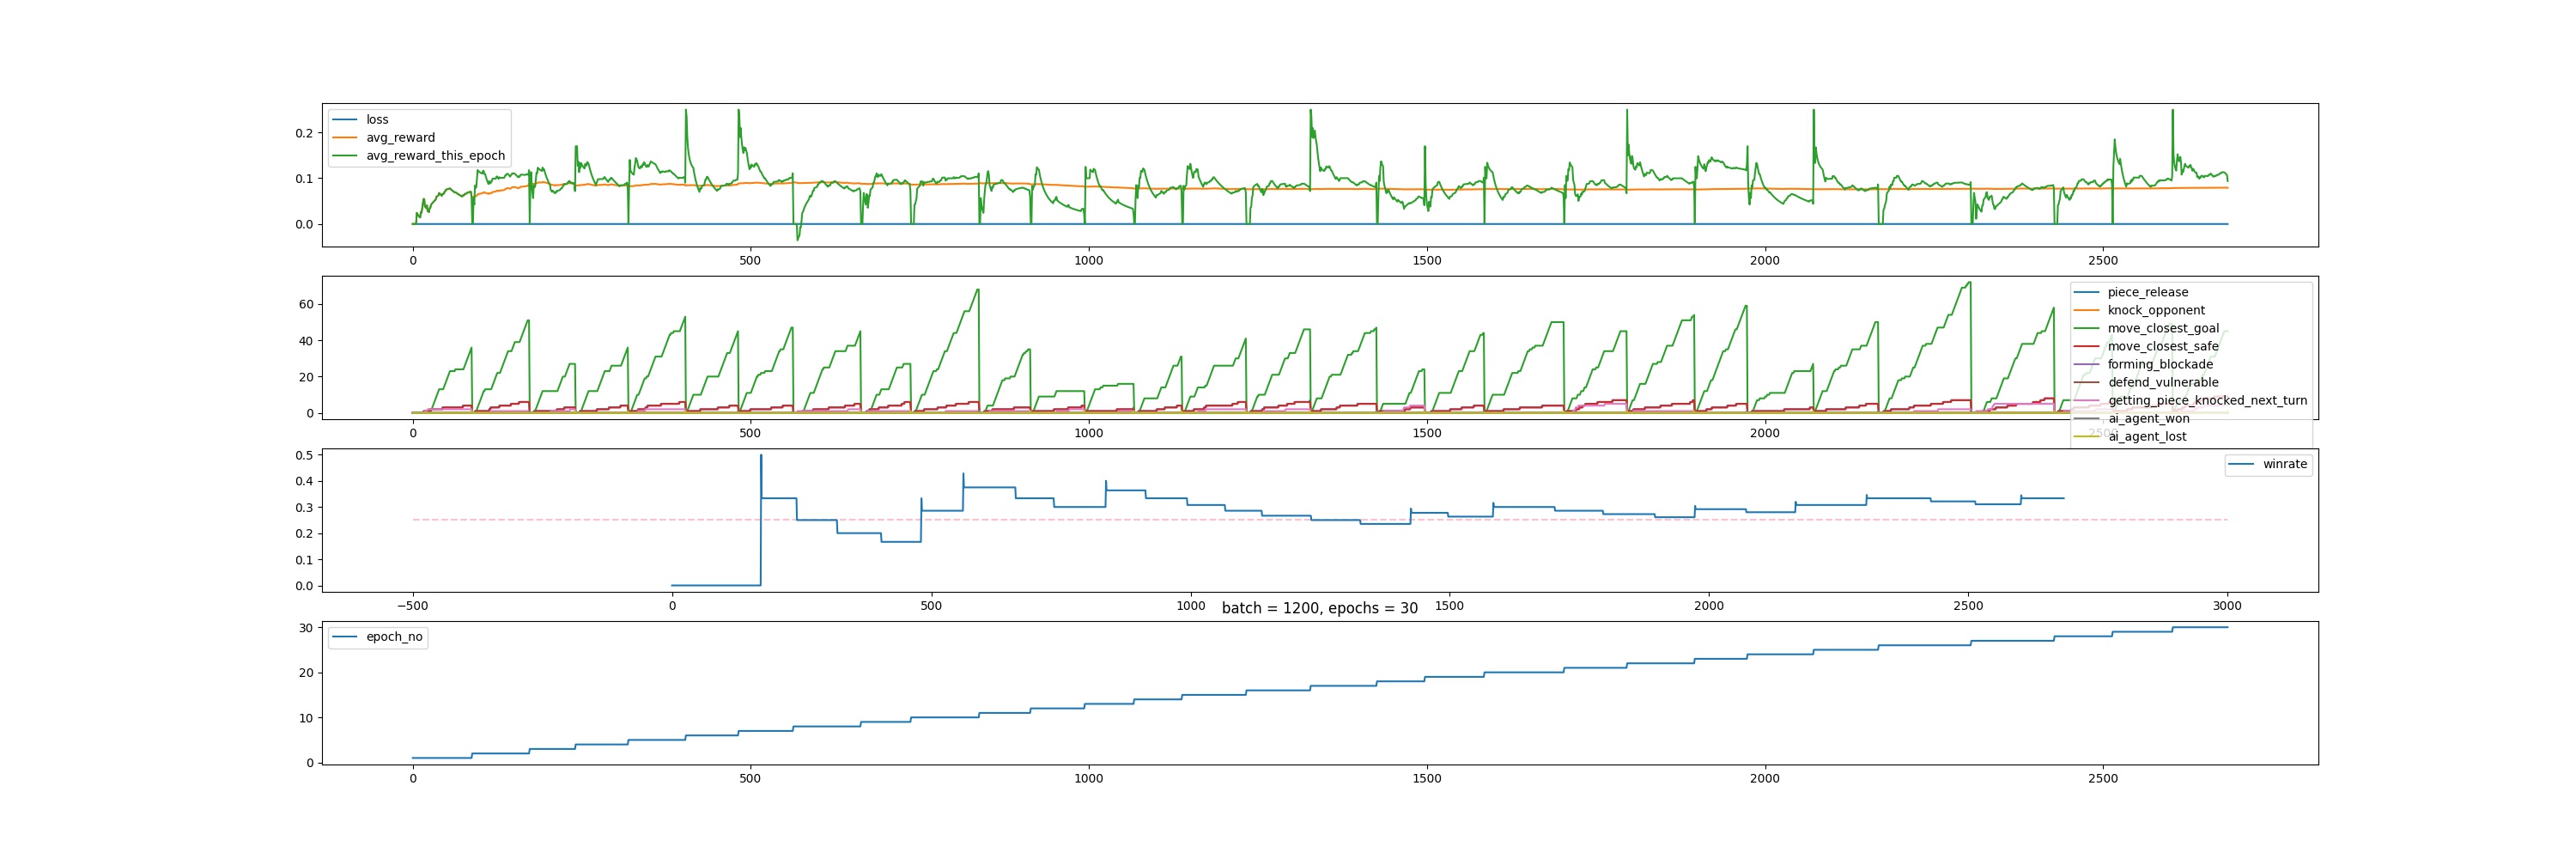 loss
avg_reward
avg_reward_this_epoch
0.2
0.1
0.0
0 500 1000 1500 2000 2500
piece_release
knock_opponent
move_closest_goal
move_closest_safe
forming_blockade
defend_vulnerable
getting_piece_knocked_next_turn
ai_agent_won
ai_agent_lost
60
40
20
0
0 500 1000 1500 2000 2500
winrate
0.5
0.4
0.3
0.2
0.1
0.0
−500 0 500 1000 1500 2000 2500 3000
batch = 1200, epochs = 30
epoch_no
30
20
10
0
0 500 1000 1500 2000 2500